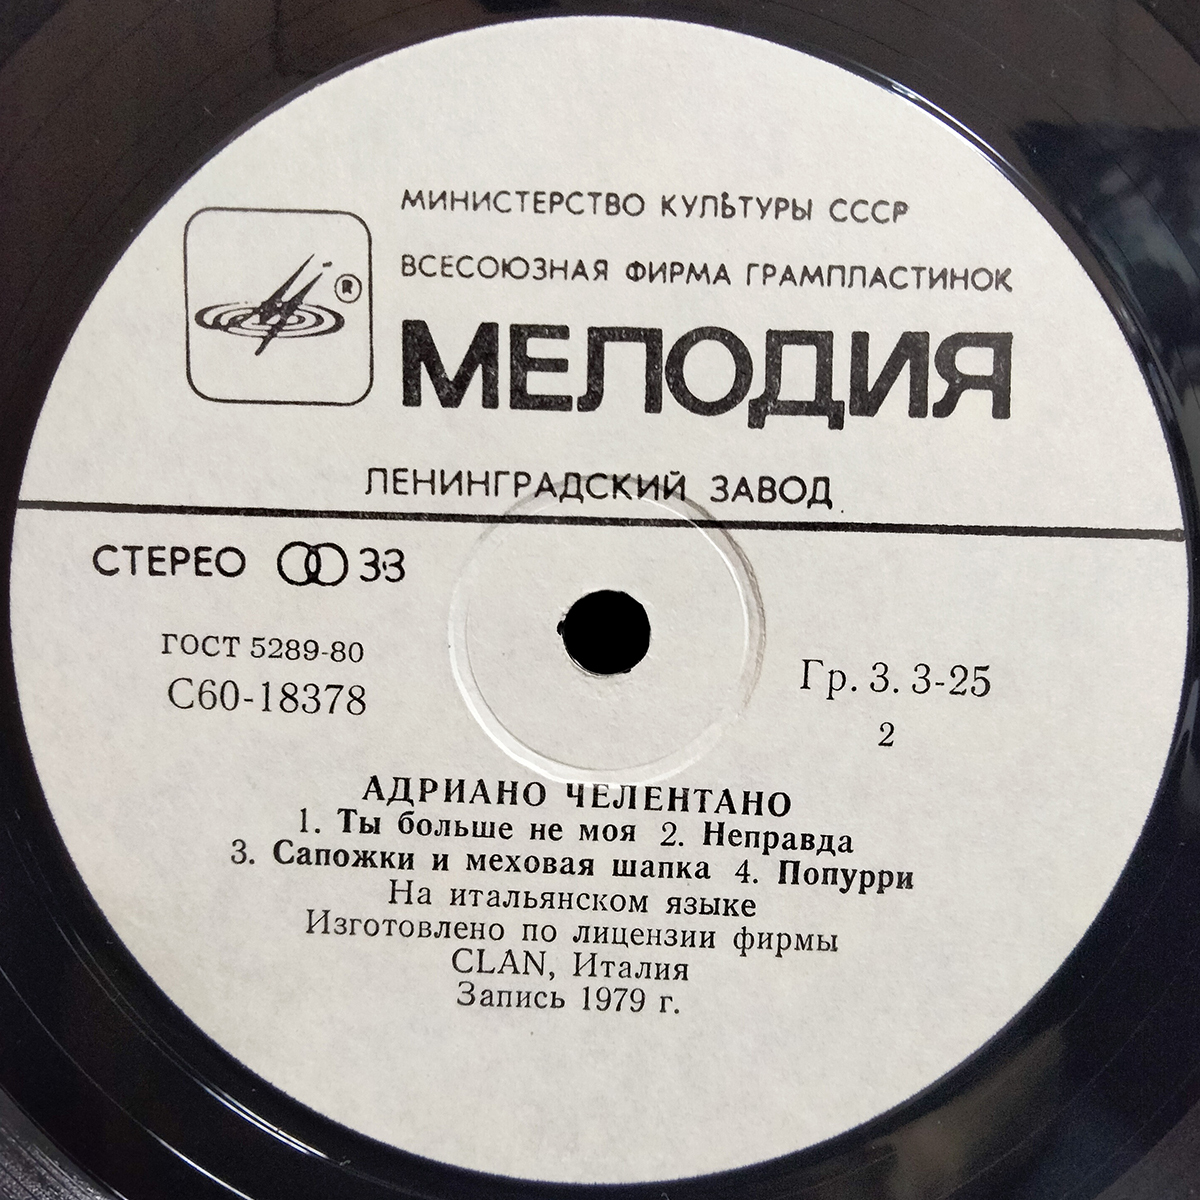 МИНИСТЕРСТВО КУЛЬТУРЫ СССР
ВСЕСОЮЗНАЯ ФИРМА ГРАМПЛАСТИНОК
®
МЕЛОДИЯ
ЛЕНИНГРАДСКИЙ ЗАВОД
СТЕРЕО 33
ГОСТ 5289-80
С60-18378
Гр. 3. 3-25
2
АДРИАНО ЧЕЛЕНТАНО
1. Ты больше не моя 2. Неправда
3. Сапожки и меховая шапка 4. Попурри
На итальянском языке
Изготовлено по лицензии фирмы
CLAN, Италия
Запись 1979 г.